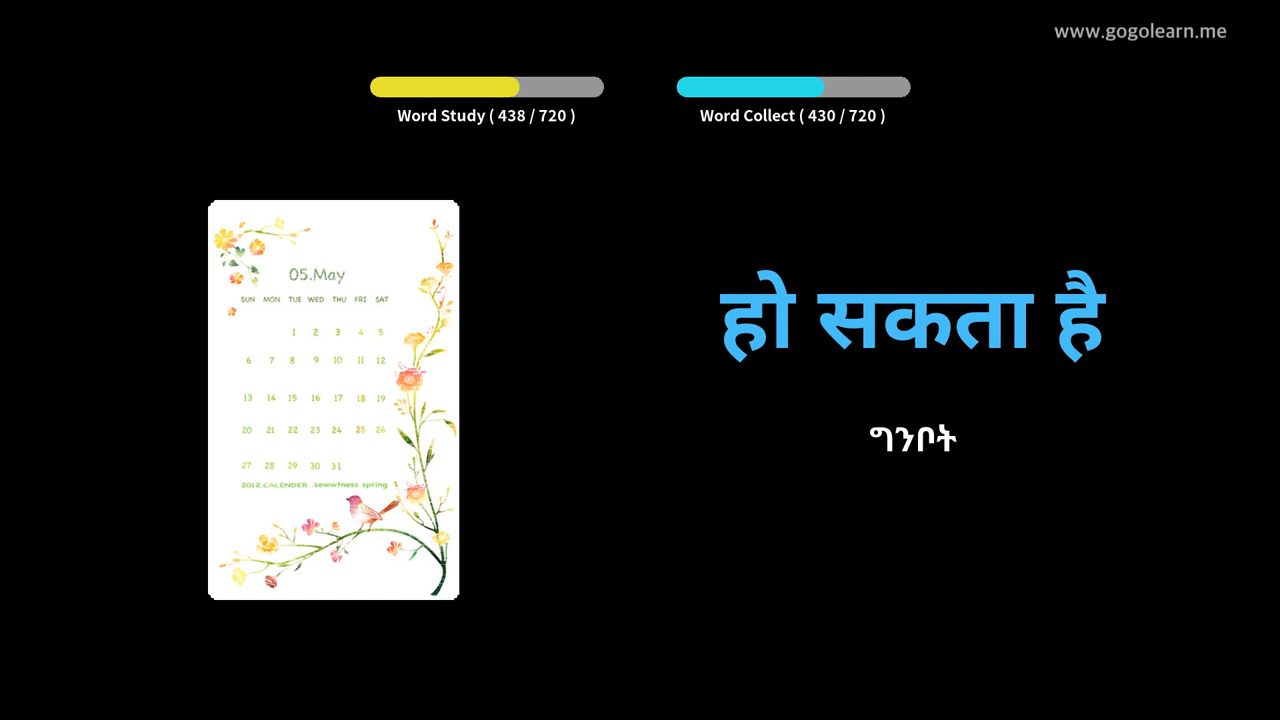 www.gogolearn.me
Word Study ( 438 / 720 )
Word Collect ( 430 / 720 )
05.May
SUN MON TUE WED THU FRI SAT
1 2 3 4 5
6 7 8 9 10 11 12
13 14 15 16 17 18 19
20 21 22 23 24 25 26
27 28 29 30 31
2012.CALENDER .sewwtness spring
हो सकता है
ግንቦት